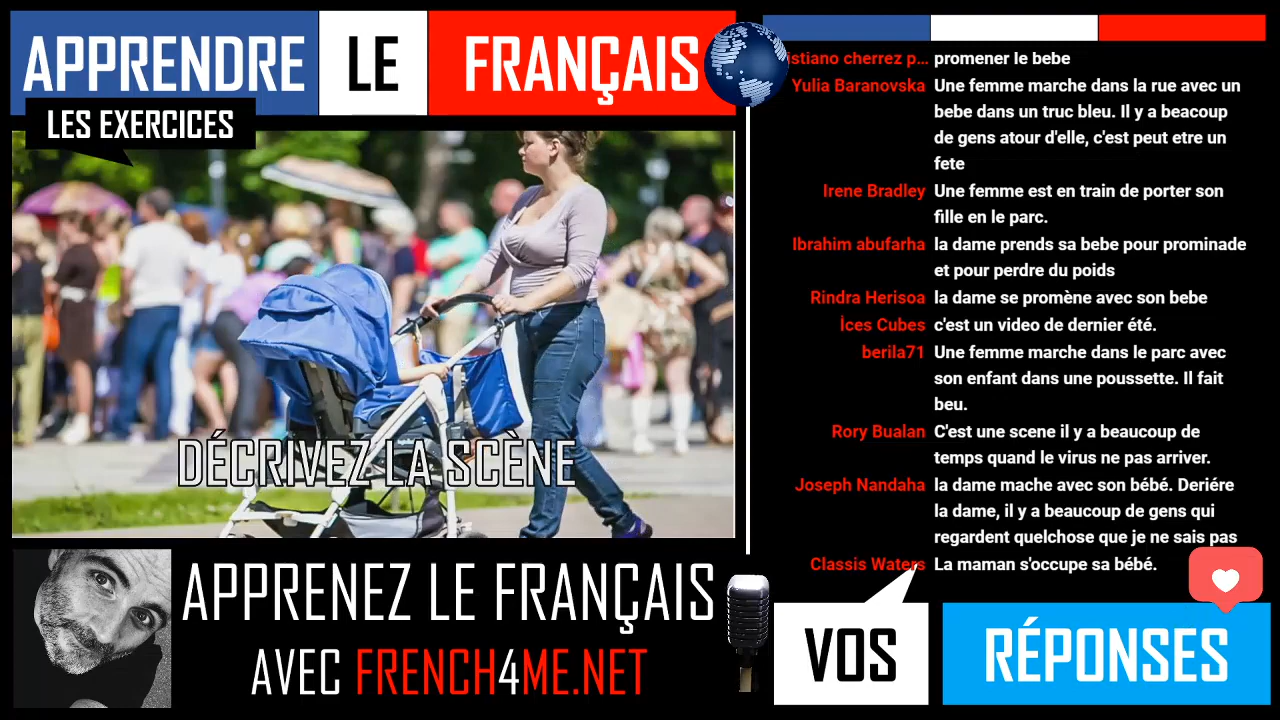 APPRENDRE LE FRANÇAIS
LES EXERCICES
DÉCRIVEZ LA SCÈNE
APPRENEZ LE FRANÇAIS
AVEC FRENCH4ME.NET
istiano cherrez p... promener le bebe
Yulia Baranovska Une femme marche dans la rue avec un
bebe dans un truc bleu. Il y a beacoup
de gens atour d'elle, c'est peut etre un
fete
Irene Bradley Une femme est en train de porter son
fille en le parc.
Ibrahim abufarha la dame prends sa bebe pour prominade
et pour perdre du poids
Rindra Herisoa la dame se promène avec son bebe
İces Cubes c'est un video de dernier été.
berila71 Une femme marche dans le parc avec
son enfant dans une poussette. Il fait
beu.
Rory Bualan C'est une scene il y a beaucoup de
temps quand le virus ne pas arriver.
Joseph Nandaha la dame mache avec son bébé. Deriére
la dame, il y a beaucoup de gens qui
regardent quelchose que je ne sais pas
Classis Waters La maman s'occupe sa bébé.
VOS RÉPONSES